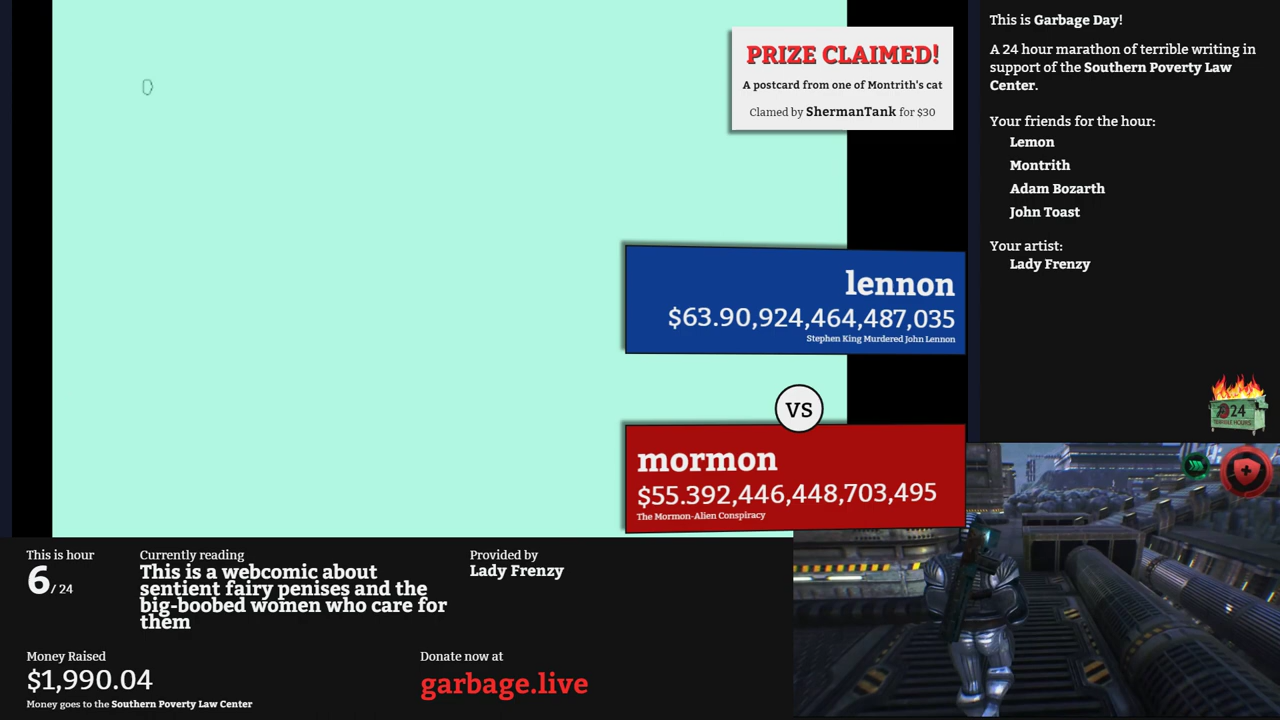 PRIZE CLAIMED!
A postcard from one of Montrith's cat
Clamed by ShermanTank for $30
lennon
$63.90,924,464,487,035
Stephen King Murdered John Lennon
VS
mormon
$55.392,446,448,703,495
The Mormon-Alien Conspiracy
This is Garbage Day!
A 24 hour marathon of terrible writing in
support of the Southern Poverty Law
Center.
Your friends for the hour:
Lemon
Montrith
Adam Bozarth
John Toast
Your artist:
Lady Frenzy
This is hour
6 / 24
Currently reading
This is a webcomic about
sentient fairy penises and the
big-boobed women who care for
them
Provided by
Lady Frenzy
Money Raised
$1,990.04
Money goes to the Southern Poverty Law Center
Donate now at
garbage.live